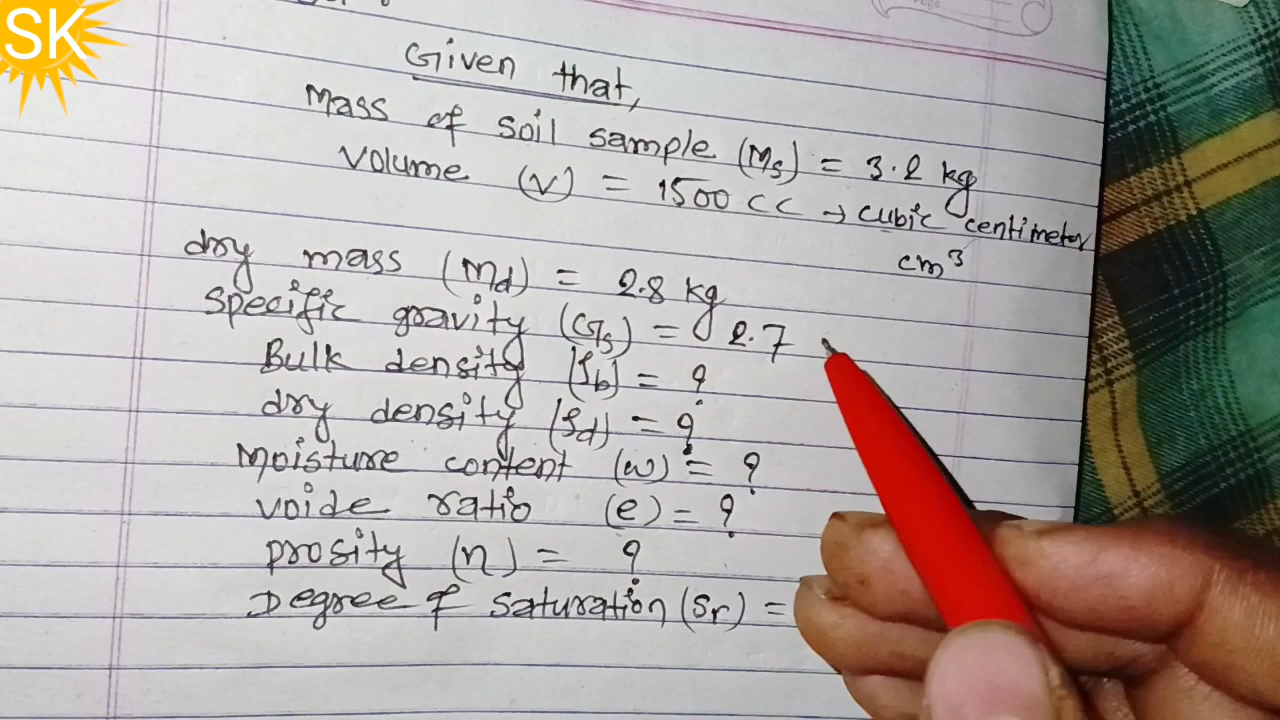 SK
Given that,
Mass of soil sample (Ms) = 3.2 kg
Volume (V) = 1500 CC → cubic centimeter
cm³
dry mass (Md) = 2.8 kg
Specific gravity (Gs) = 2.7
Bulk density (ρb) = ?
dry density (ρd) = ?
Moisture content (w) = ?
voide ratio (e) = ?
prosity (n) = ?
Degree of saturation (Sr) =